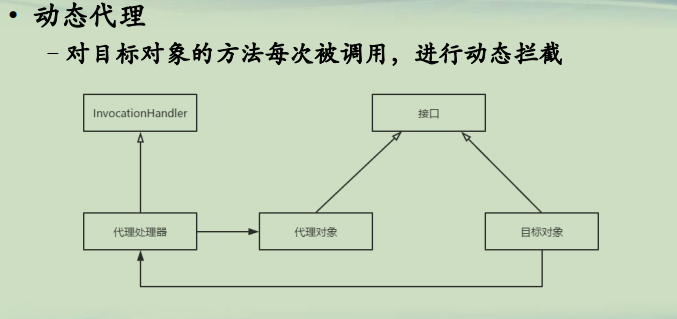 • 动态代理
– 对目标对象的方法每次被调用，进行动态拦截
InvocationHandler
接口
代理处理器
代理对象
目标对象